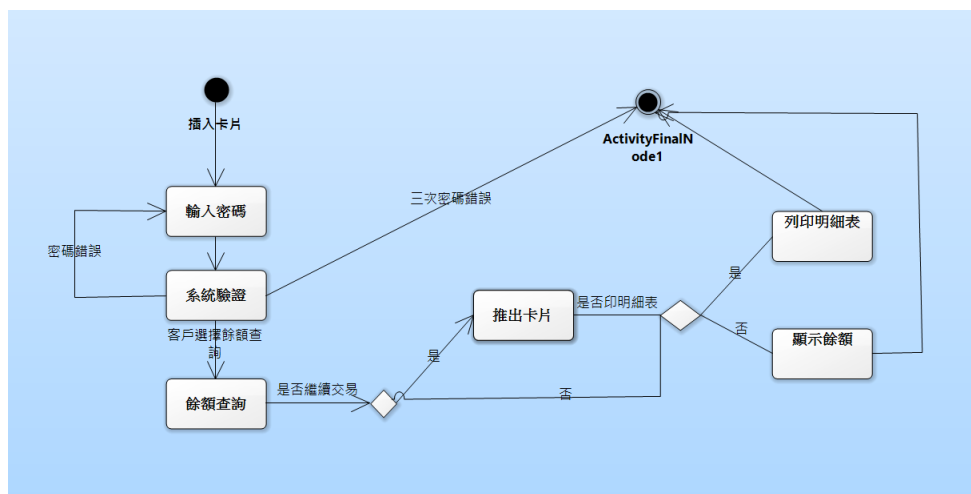 插入卡片
ActivityFinalN
ode1
三次密碼錯誤
輸入密碼
列印明細表
密碼錯誤
是
系統驗證
是否印明細表
推出卡片
否
客戶選擇餘額查
詢
顯示餘額
是
是否繼續交易
否
餘額查詢